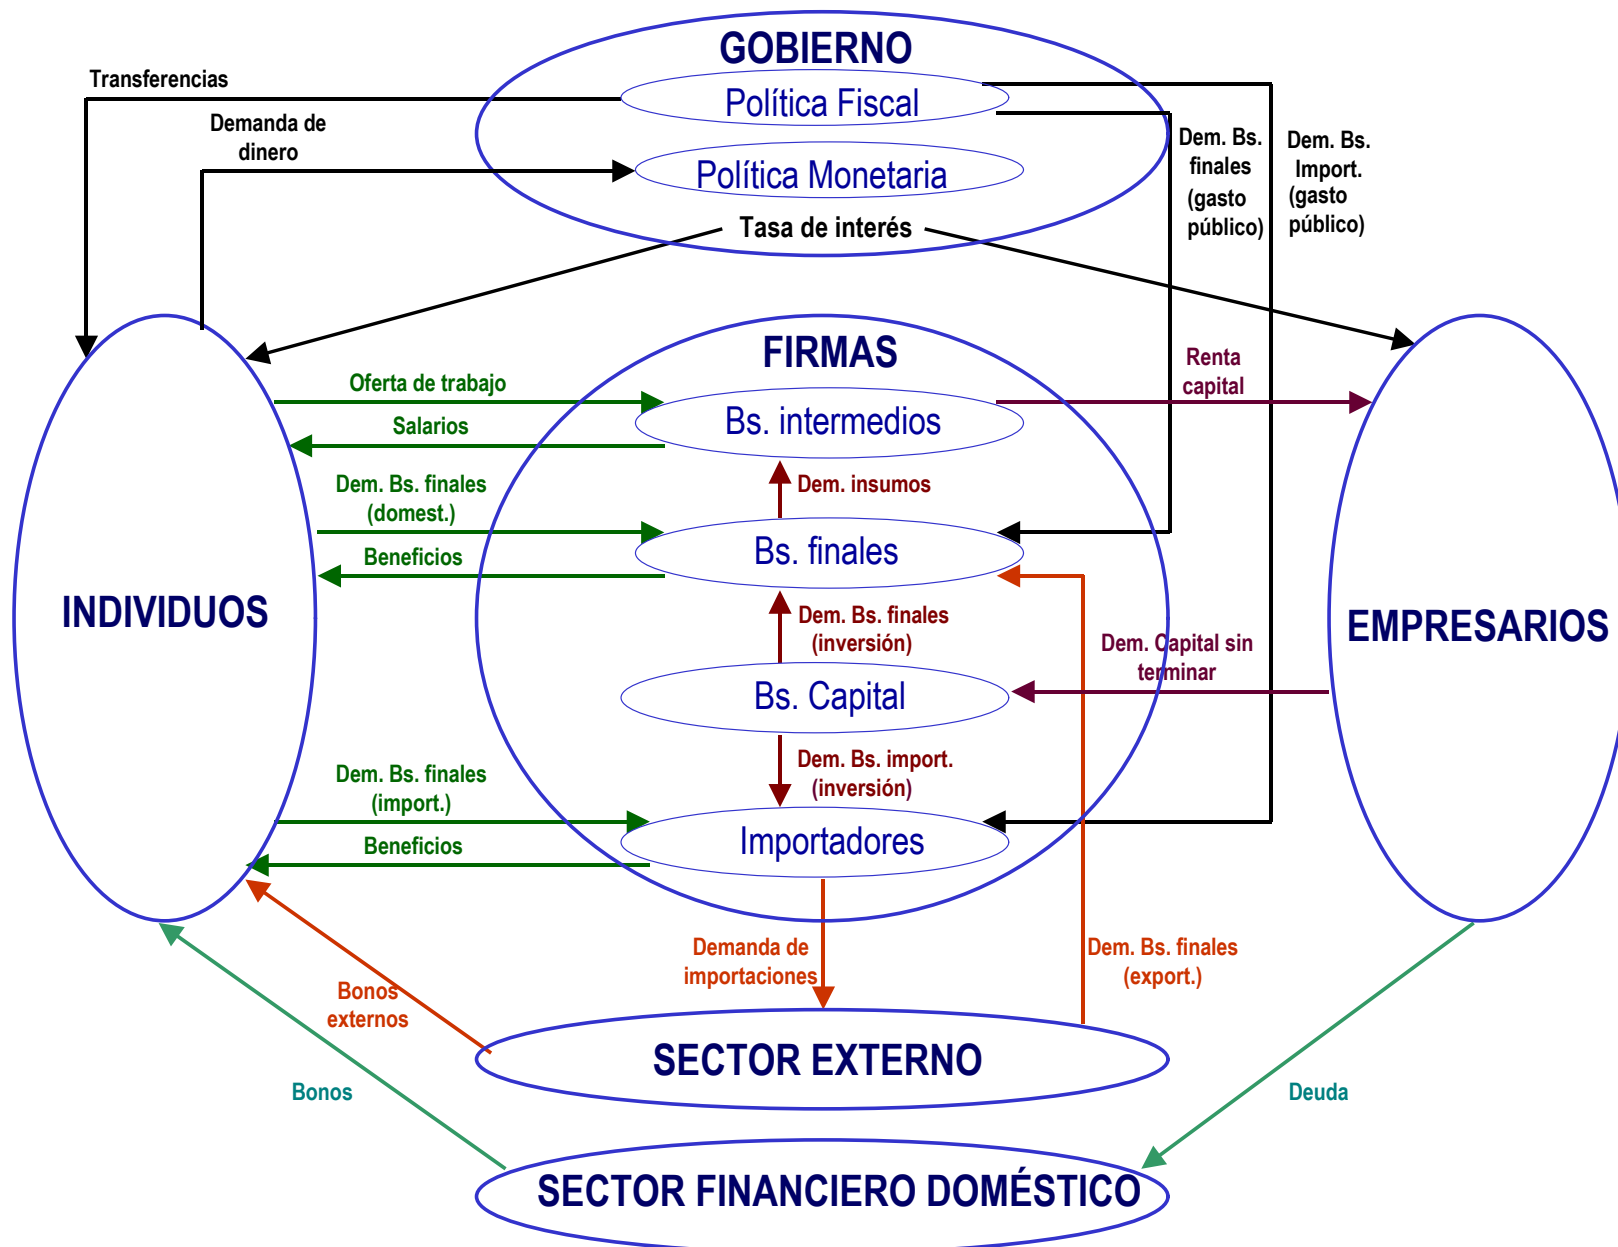 GOBIERNO
Transferencias
Política Fiscal
Demanda de
dinero
Política Monetaria
Dem. Bs.
finales
(gasto
público)
Dem. Bs.
Import.
(gasto
público)
Tasa de interés
FIRMAS
Renta
capital
Oferta de trabajo
Bs. intermedios
Salarios
Dem. Bs. finales
(domest.)
Dem. insumos
Bs. finales
Beneficios
INDIVIDUOS
Dem. Bs. finales
(inversión)
EMPRESARIOS
Dem. Capital sin
terminar
Bs. Capital
Dem. Bs. finales
(import.)
Dem. Bs. import.
(inversión)
Importadores
Beneficios
Demanda de
importaciones
Dem. Bs. finales
(export.)
Bonos
externos
SECTOR EXTERNO
Bonos
Deuda
SECTOR FINANCIERO DOMÉSTICO